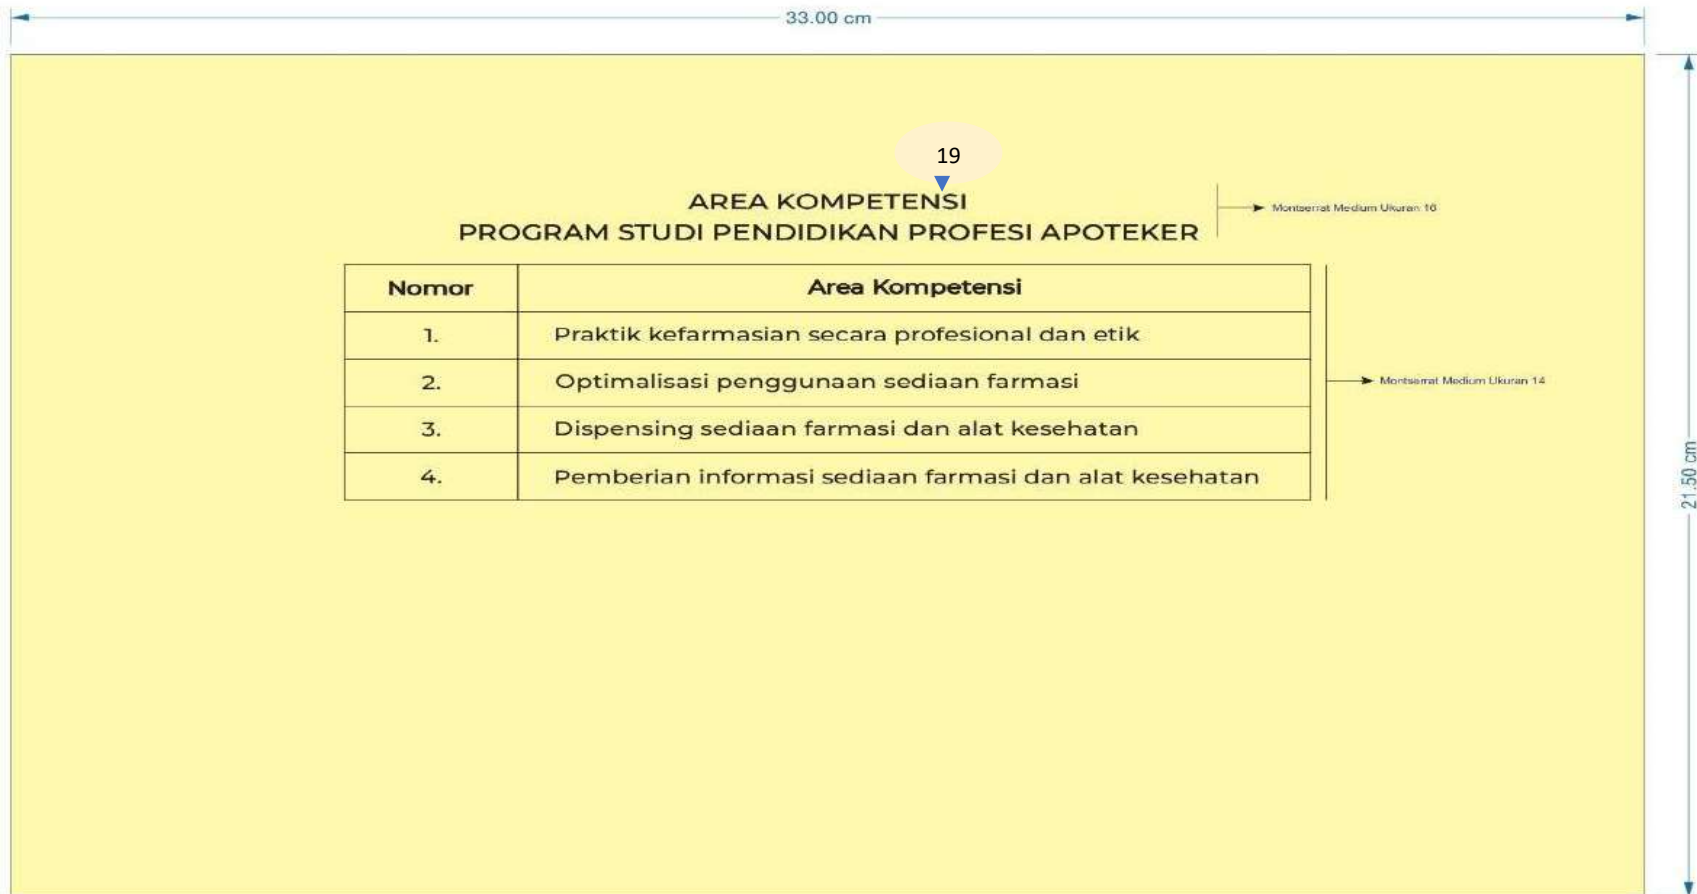 33.00 cm
19
AREA KOMPETENSI
PROGRAM STUDI PENDIDIKAN PROFESI APOTEKER
Montserrat Medium Ukuran 16
Nomor Area Kompetensi
1. Praktik kefarmasian secara profesional dan etik
2. Optimalisasi penggunaan sediaan farmasi
Montserrat Medium Ukuran 14
3. Dispensing sediaan farmasi dan alat kesehatan
4. Pemberian informasi sediaan farmasi dan alat kesehatan
21.50 cm